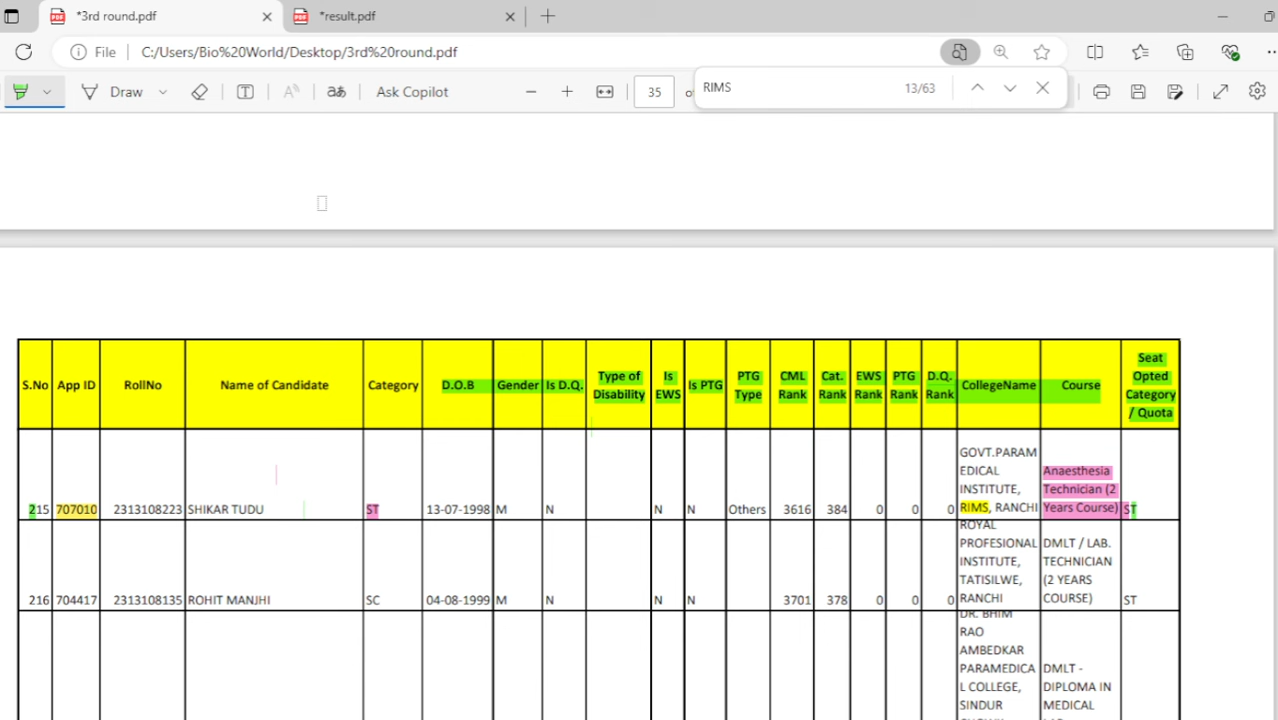 *3rd round.pdf
*result.pdf
File C:/Users/Bio%20World/Desktop/3rd%20round.pdf
Draw
Ask Copilot
35
RIMS 13/63
S.No App ID RollNo Name of Candidate Category D.O.B Gender Is D.Q. Type of Disability Is EWS Is PTG PTG Type CML Rank Cat. Rank EWS Rank PTG Rank D.Q. Rank CollegeName Course Seat Opted Category / Quota
215 707010 2313108223 SHIKAR TUDU ST 13-07-1998 M N N N Others 3616 384 0 0 0
GOVT.PARAM
EDICAL
INSTITUTE,
RIMS, RANCHI
Anaesthesia
Technician (2
Years Course)
ST
216 704417 2313108135 ROHIT MANJHI SC 04-08-1999 M N N N 3701 378 0 0 0
ROYAL
PROFESIONAL
INSTITUTE,
TATISILWE,
RANCHI
DMLT / LAB.
TECHNICIAN
(2 YEARS
COURSE)
ST
DR. BHIM
RAO
AMBEDKAR
PARAMEDICA
L COLLEGE,
SINDUR
DMLT -
DIPLOMA IN
MEDICAL